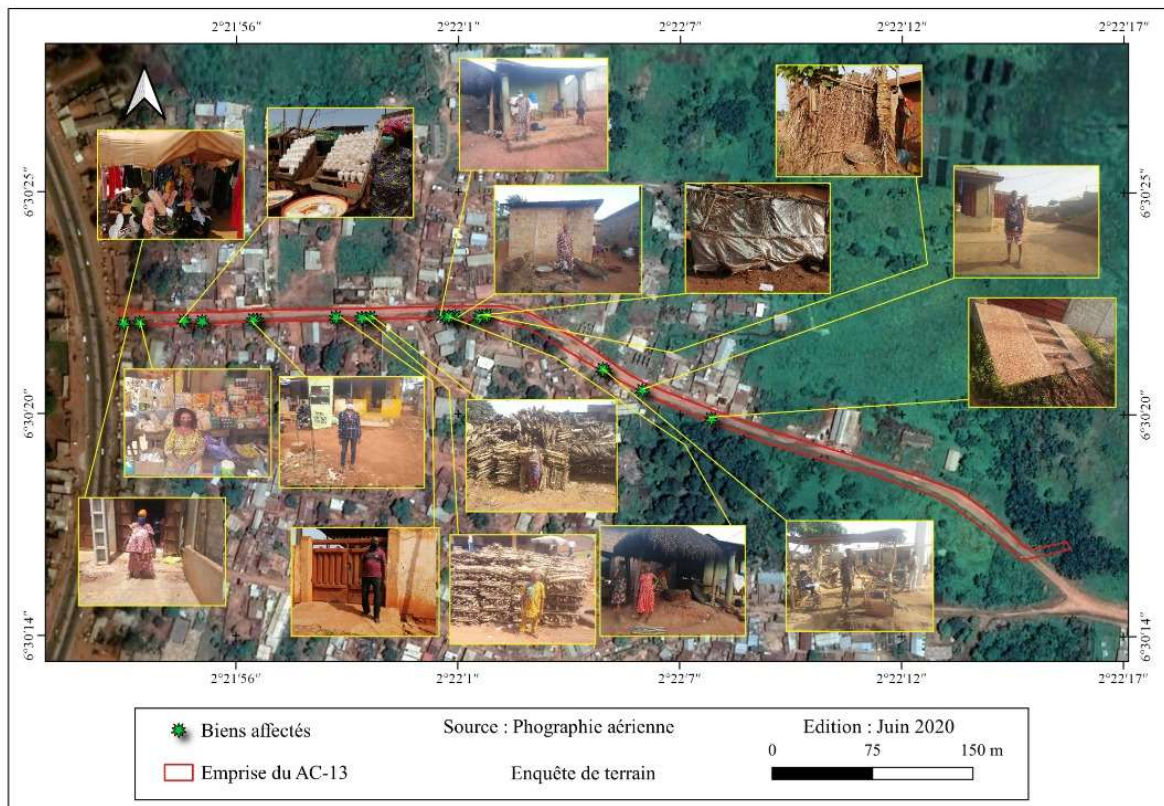 2°21'56" 2°22'1" 2°22'7" 2°22'12" 2°22'17"
6°30'25" 6°30'25"
6°30'20" 6°30'20"
6°30'14" 6°30'14"
2°21'56" 2°22'1" 2°22'7" 2°22'12" 2°22'17"
Biens affectés Source : Phographie aérienne Edition : Juin 2020
0 75 150 m
Emprise du AC-13 Enquête de terrain